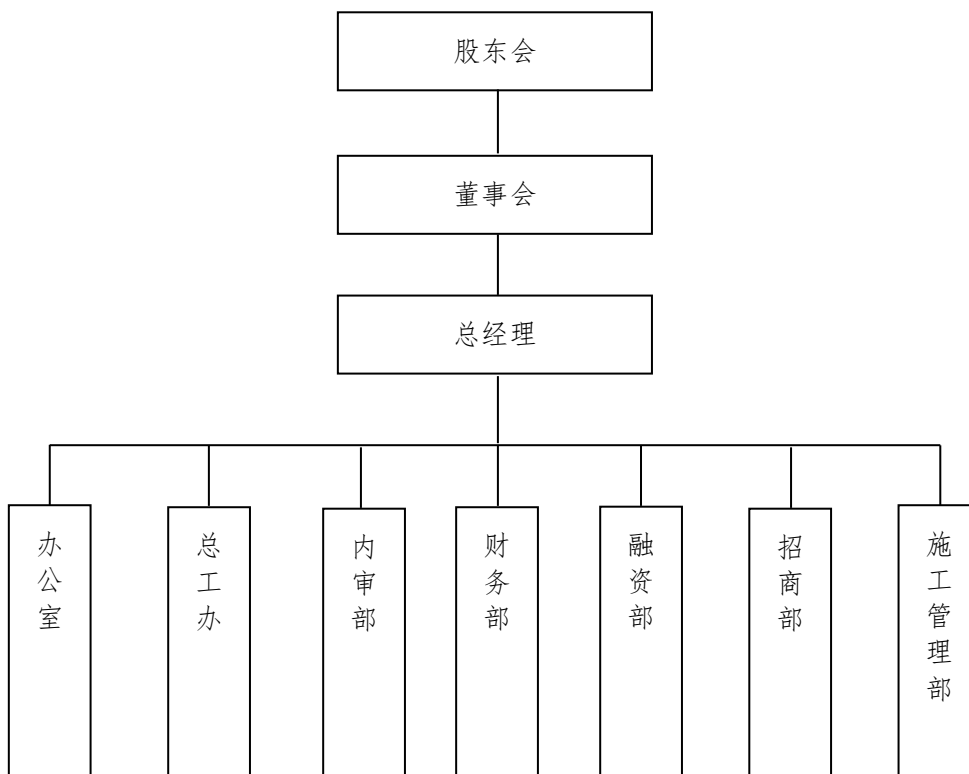 股东会
董事会
总经理
办公室
总工办
内审部
财务部
融资部
招商部
施工管理部